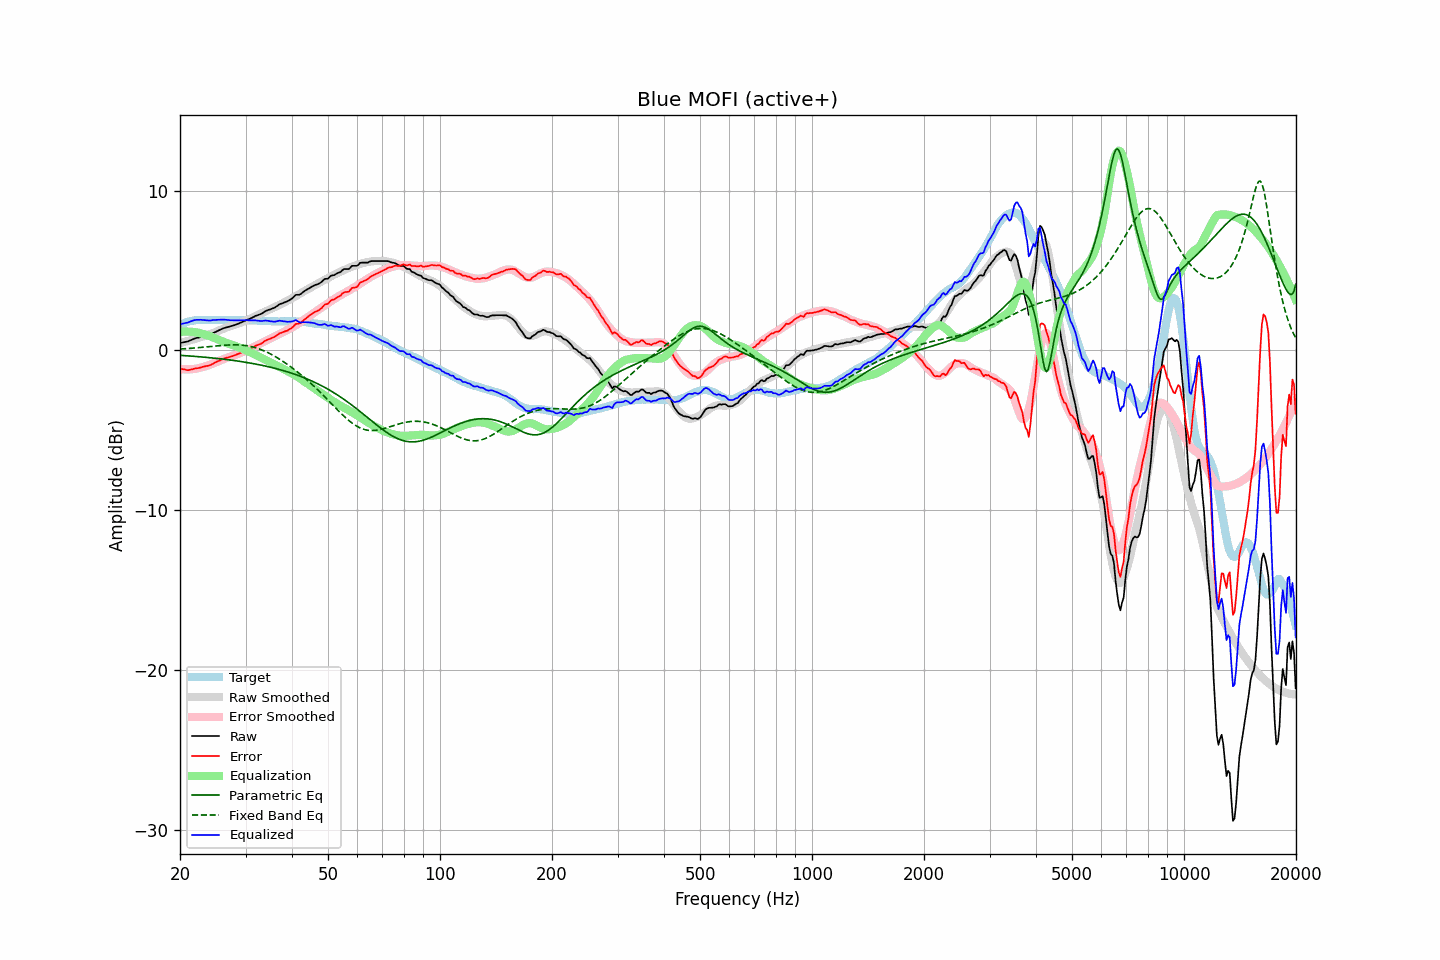 Blue MOFI (active+)
10
0
−10
−20
−30
Amplitude (dBr)
Target
Raw Smoothed
Error Smoothed
Raw
Error
Equalization
Parametric Eq
Fixed Band Eq
Equalized
20 50 100 200 500 1000 2000 5000 10000 20000
Frequency (Hz)